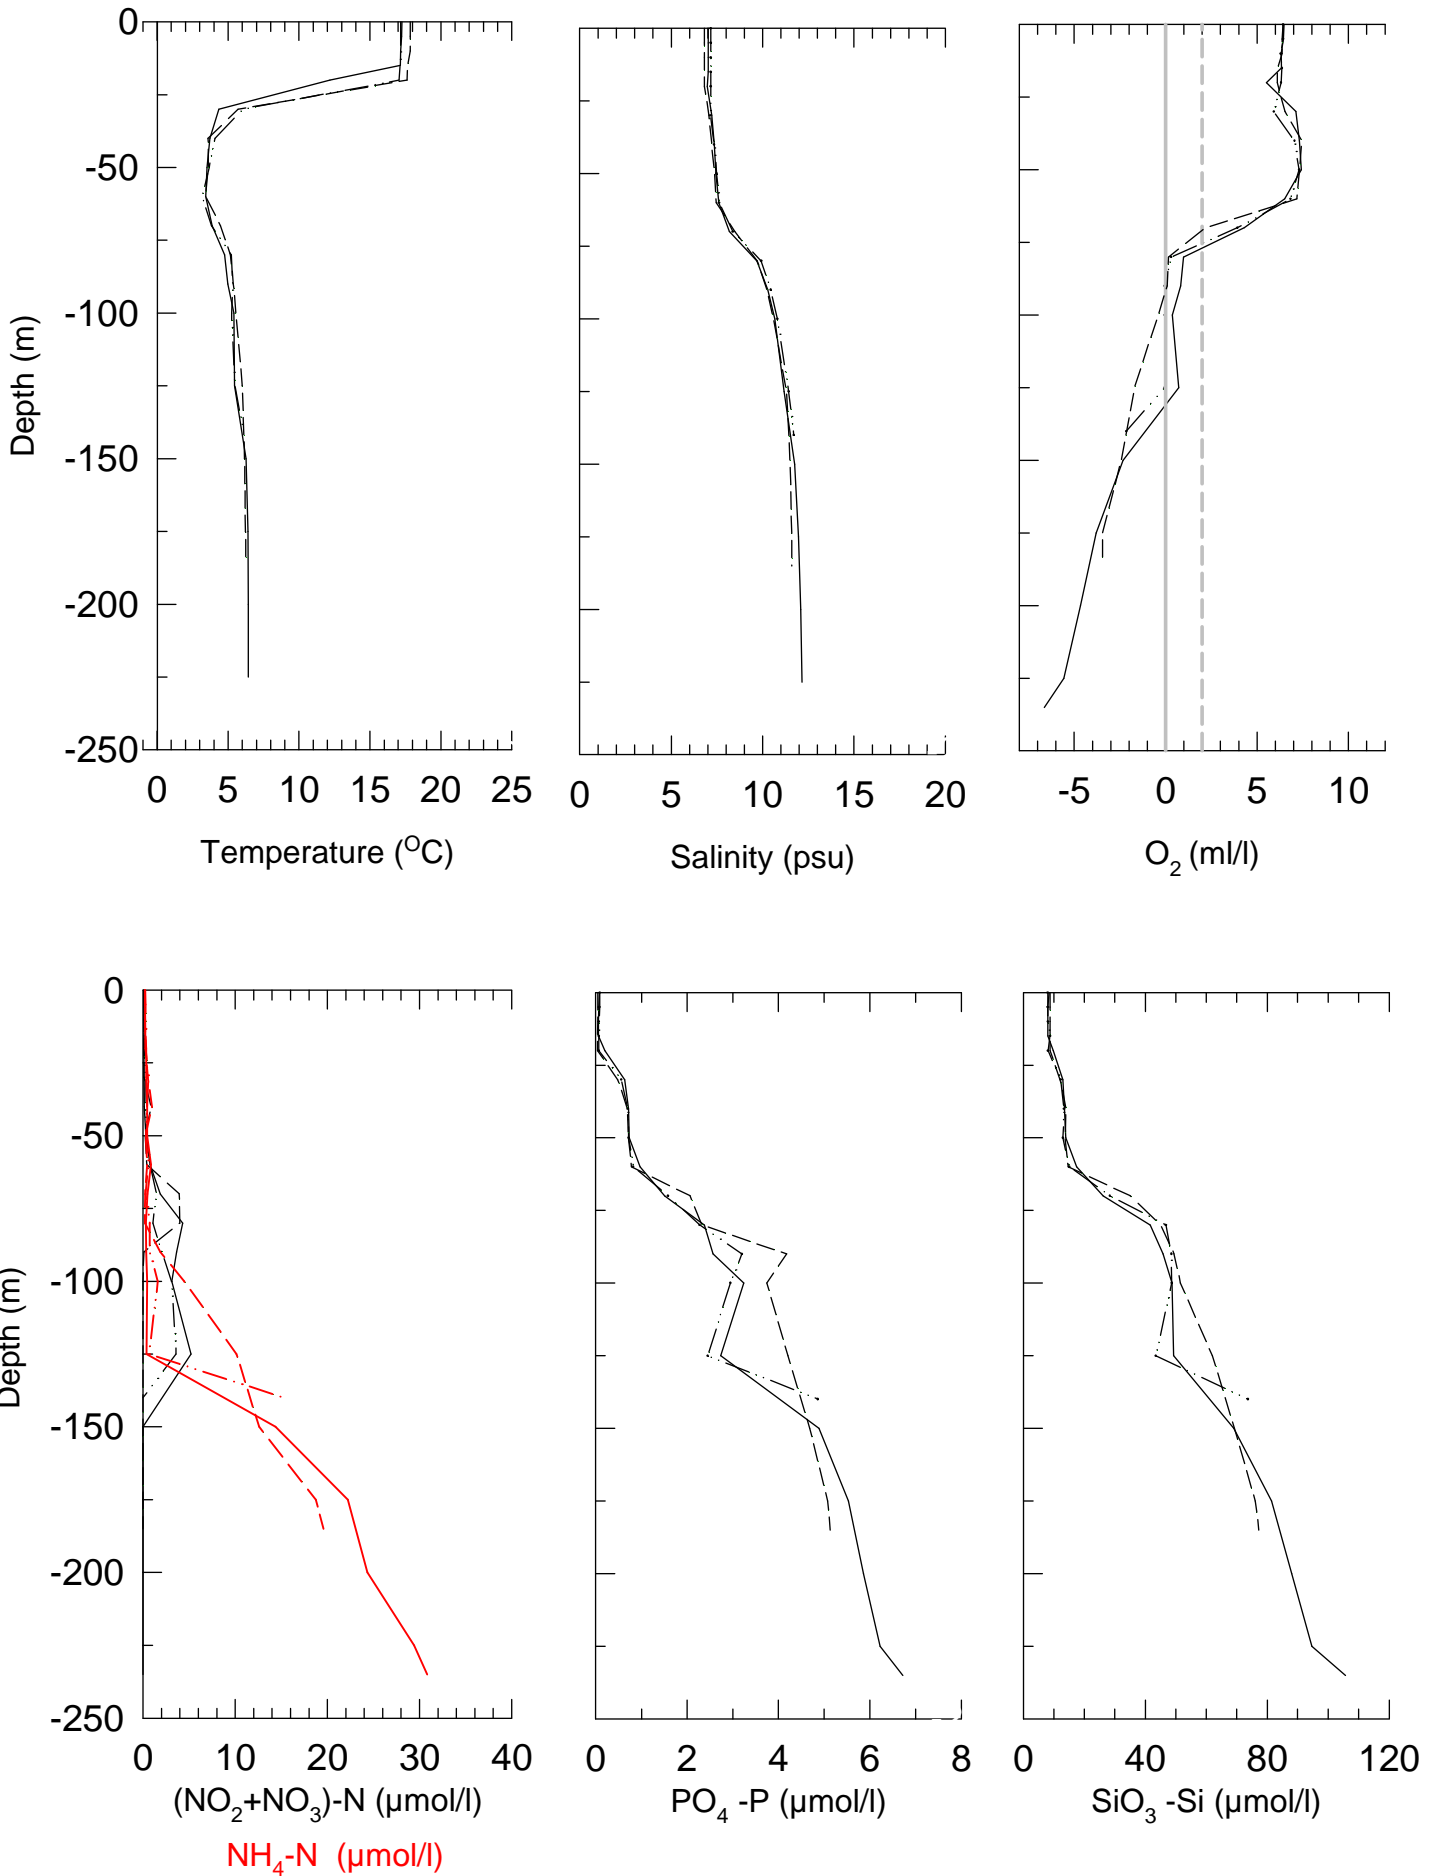 0
-50
-100
-150
-200
-250
Depth (m)
0 5 10 15 20 25
Temperature (OC)
0 5 10 15 20
Salinity (psu)
-5 0 5 10
O2 (ml/l)
0
-50
-100
-150
-200
-250
Depth (m)
0 10 20 30 40
(NO2+NO3)-N (µmol/l)
NH4-N (µmol/l)
0 2 4 6 8
PO4 -P (µmol/l)
0 40 80 120
SiO3 -Si (µmol/l)